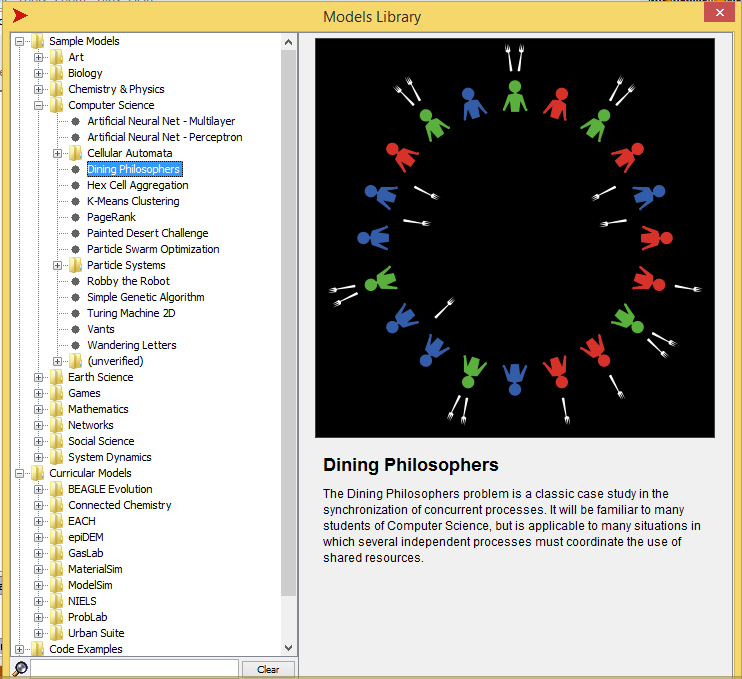 Models Library
Sample Models
Art
Biology
Chemistry & Physics
Computer Science
Artificial Neural Net - Multilayer
Artificial Neural Net - Perceptron
Cellular Automata
Dining Philosophers
Hex Cell Aggregation
K-Means Clustering
PageRank
Painted Desert Challenge
Particle Swarm Optimization
Particle Systems
Robby the Robot
Simple Genetic Algorithm
Turing Machine 2D
Vants
Wandering Letters
(unverified)
Earth Science
Games
Mathematics
Networks
Social Science
System Dynamics
Curricular Models
BEAGLE Evolution
Connected Chemistry
EACH
epiDEM
GasLab
MaterialSim
ModelSim
NIELS
ProbLab
Urban Suite
Code Examples
Clear
Dining Philosophers
The Dining Philosophers problem is a classic case study in the
synchronization of concurrent processes. It will be familiar to many
students of Computer Science, but is applicable to many situations in
which several independent processes must coordinate the use of
shared resources.